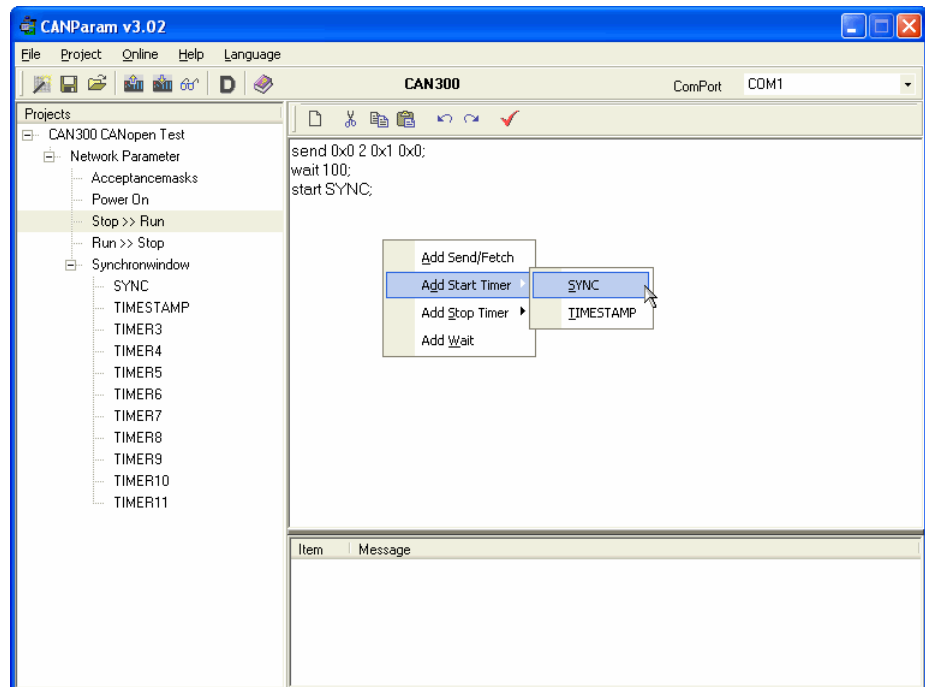 CANParam v3.02
File Project Online Help Language
D CAN300 ComPort COM1
Projects
CAN300 CANopen Test
Network Parameter
Acceptancemasks
Power On
Stop >> Run
Run >> Stop
Synchronwindow
SYNC
TIMESTAMP
TIMER3
TIMER4
TIMER5
TIMER6
TIMER7
TIMER8
TIMER9
TIMER10
TIMER11
send 0x0 2 0x1 0x0;
wait 100;
start SYNC;
Add Send/Fetch
Add Start Timer
Add Stop Timer
Add Wait
SYNC
TIMESTAMP
Item Message